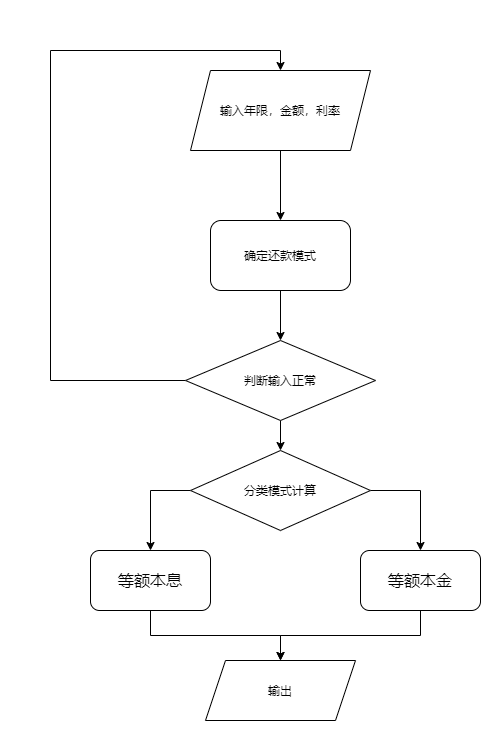 输入年限，金额，利率
确定还款模式
判断输入正常
分类模式计算
等额本息
等额本金
输出